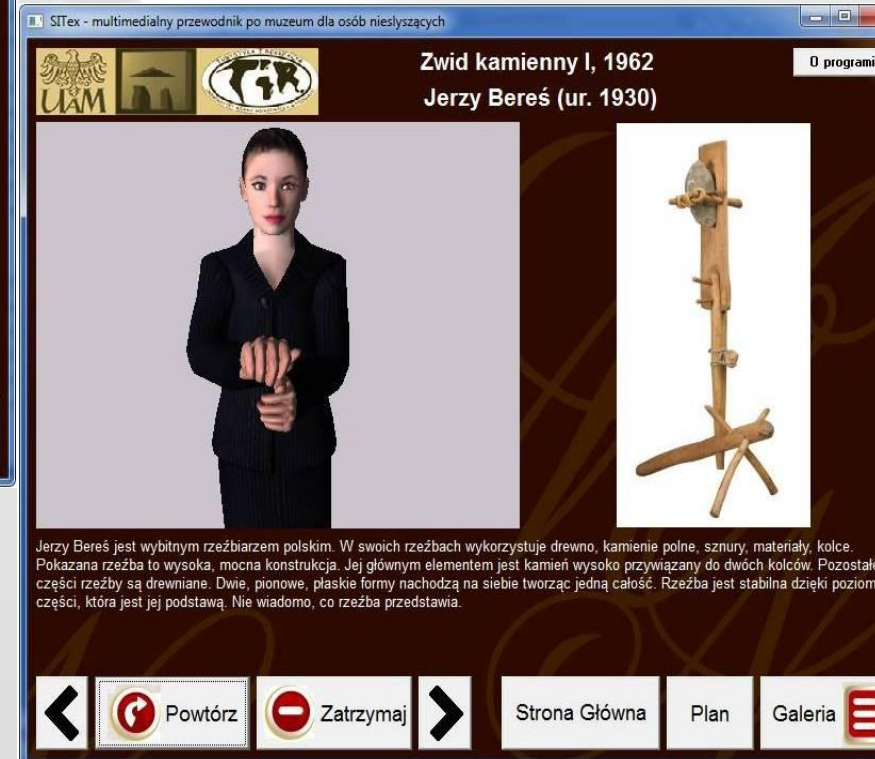 SITex - multimedialny przewodnik po muzeum dla osób niesłyszących
UAM
TiR
Zwid kamienny I, 1962
Jerzy Bereś (ur. 1930)
O programi
Jerzy Bereś jest wybitnym rzeźbiarzem polskim. W swoich rzeźbach wykorzystuje drewno, kamienie polne, sznury, materiały, kolce.
Pokazana rzeźba to wysoka, mocna konstrukcja. Jej głównym elementem jest kamień wysoko przywiązany do dwóch kolców. Pozostałe
części rzeźby są drewniane. Dwie, pionowe, płaskie formy nachodzą na siebie tworząc jedną całość. Rzeźba jest stabilna dzięki poziom
części, która jest jej podstawą. Nie wiadomo, co rzeźba przedstawia.
Powtórz
Zatrzymaj
Strona Główna
Plan
Galeria